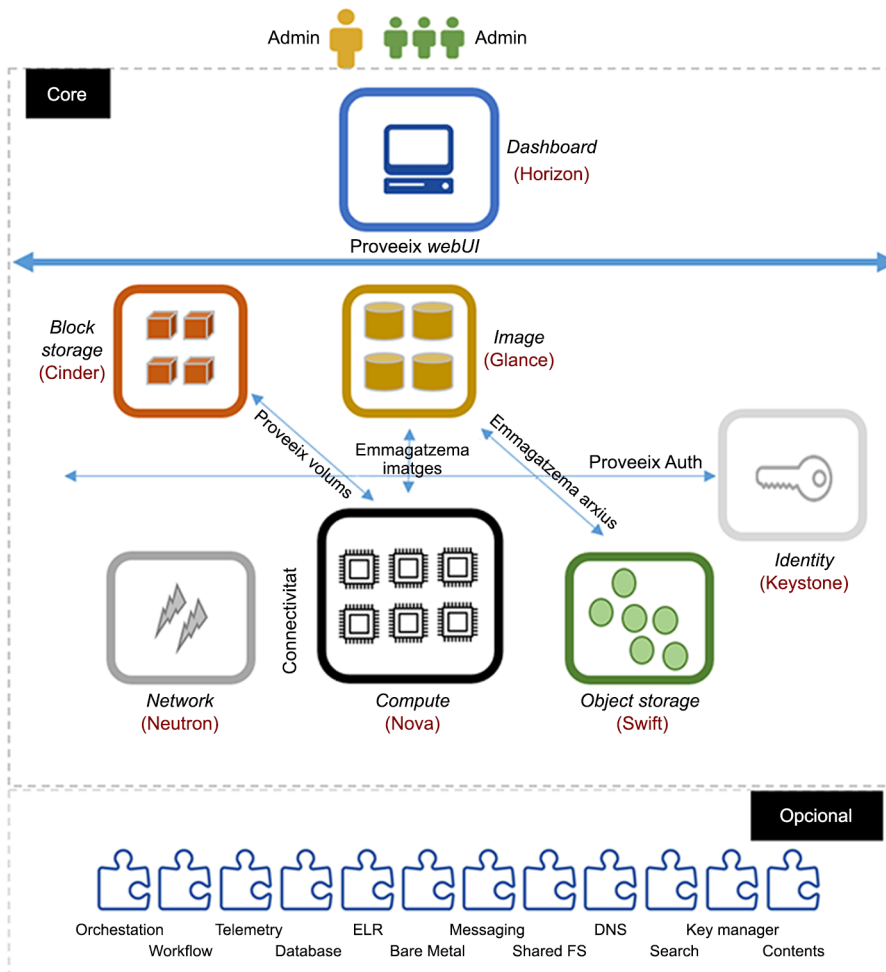 Admin
Admin
Core
Dashboard
(Horizon)
Proveeix webUI
Block
storage
(Cinder)
Image
(Glance)
Proveeix volums
Emmagatzema
imatges
Emmagatzema arxius
Proveeix Auth
Identity
(Keystone)
Connectivitat
Network
(Neutron)
Compute
(Nova)
Object storage
(Swift)
Opcional
Orchestation
Workflow
Telemetry
Database
ELR
Bare Metal
Messaging
Shared FS
DNS
Search
Key manager
Contents